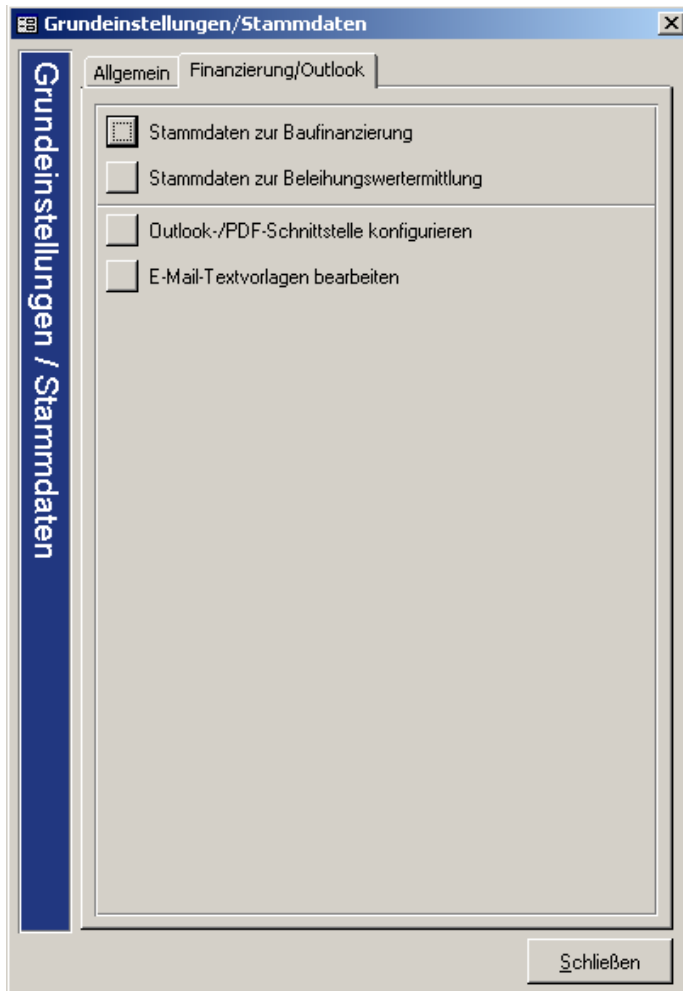 Grundeinstellungen/Stammdaten
Grundeinstellungen / Stammdaten
Allgemein
Finanzierung/Outlook
Stammdaten zur Baufinanzierung
Stammdaten zur Beleihungswertermittlung
Outlook-/PDF-Schnittstelle konfigurieren
E-Mail-Textvorlagen bearbeiten
Schließen